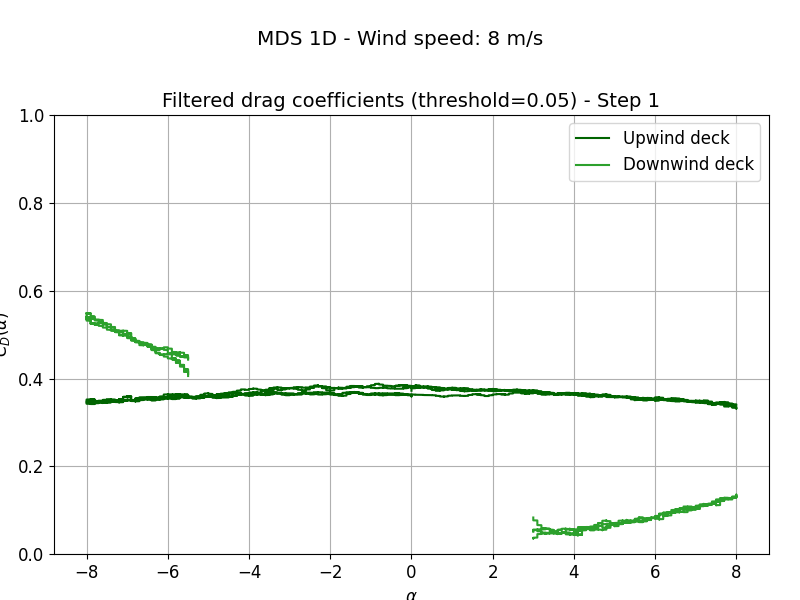 MDS 1D - Wind speed: 8 m/s
Filtered drag coefficients (threshold=0.05) - Step 1
Upwind deck
Downwind deck
1.0
0.8
0.6
0.4
0.2
0.0
C_D(α)
−8 −6 −4 −2 0 2 4 6 8
α